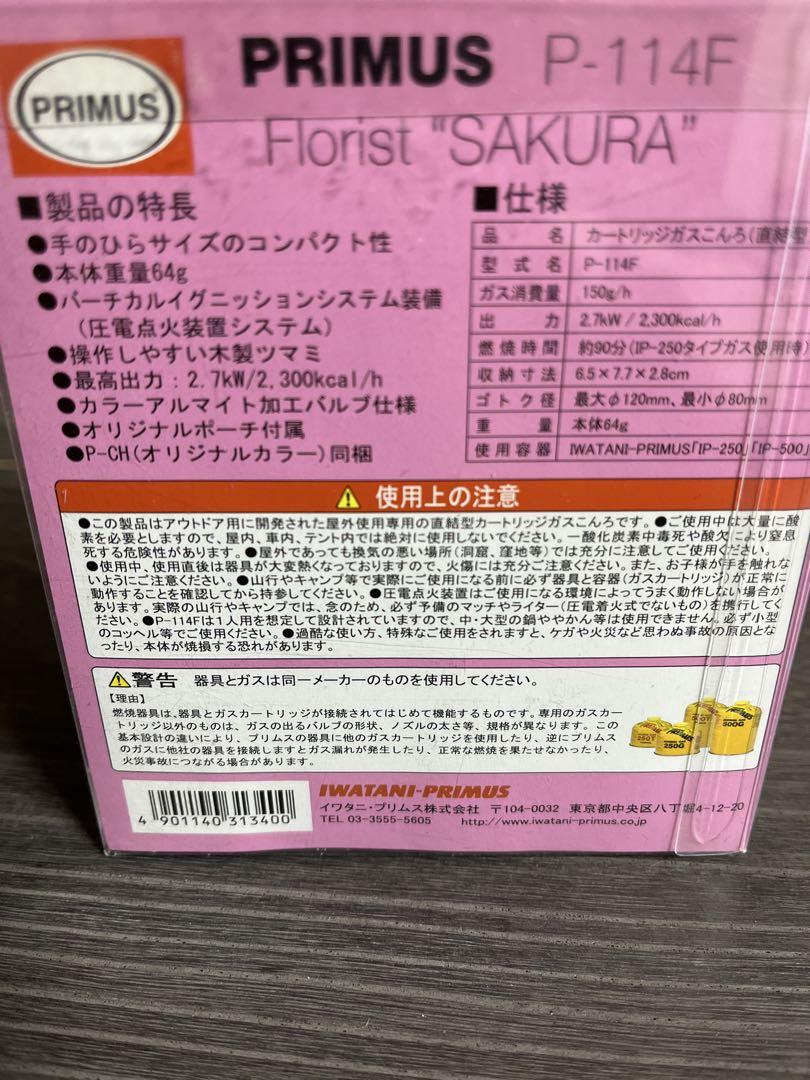 PRIMUS
PRIMUS P-114F
Florist "SAKURA"
■製品の特長
●手のひらサイズのコンパクト性
●本体重量64g
●バーチカルイグニッションシステム装備
(圧電点火装置システム)
●操作しやすい木製ツマミ
●最高出力:2.7kW/2,300kcal/h
●カラーアルマイト加工バルブ仕様
●オリジナルポーチ付属
●P-CH(オリジナルカラー)同梱
■仕様
品名 カートリッジガスこんろ(直結型
型式名 P-114F
ガス消費量 150g/h
出力 2.7kW / 2,300kcal/h
燃焼時間 約90分(IP-250タイプガス使用時)
収納寸法 6.5×7.7×2.8cm
ゴトク径 最大φ120mm、最小φ80mm
重量 本体64g
使用容器 IWATANI-PRIMUS「IP-250」「IP-500」
使用上の注意
●この製品はアウトドア用に開発された屋外使用専用の直結型カートリッジガスこんろです。●ご使用中は大量に酸
素を必要としますので、屋内、車内、テント内では絶対に使用しないでください。一酸化炭素中毒死や酸欠により窒息
死する危険性があります。●屋外であっても換気の悪い場所(洞窟、窪地等)では充分に注意してご使用ください。
●使用中、使用直後は器具が大変熱くなっておりますので、火傷には充分ご注意ください。また、お子様が手を触れな
いようにご注意ください。●山行やキャンプ等で実際にご使用になる前に必ず器具と容器(ガスカートリッジ)が正常に
動作することを確認してから持参してください。●圧電点火装置はご使用になる環境によってうまく動作しない場合が
あります。実際の山行やキャンプでは、念のため、必ず予備のマッチやライター(圧電着火式でないもの)を携行してく
ださい。●P-114Fは1人用を想定して設計されていますので、中・大型の鍋ややかん等は使用できません。必ず小型
のコッヘル等でご使用ください。●過酷な使い方、特殊なご使用をされますと、ケガや火災など思わぬ事故の原因とな
ったり、本体が焼損する恐れがあります。
警告 器具とガスは同一メーカーのものを使用してください。
【理由】
燃焼器具は、器具とガスカートリッジが接続されてはじめて機能するものです。専用のガスカー
トリッジ以外のものは、ガスの出るバルブの形状、ノズルの太さ等、規格が異なります。この
基本設計の違いにより、プリムスの器具に他のガスカートリッジを使用したり、逆にプリムス
のガスに他社の器具を接続しますとガス漏れが発生したり、正常な燃焼を果たせなかったり、
火災事故につながる場合があります。
250T
250G
500G
4 901140 313400
IWATANI-PRIMUS
イワタニ・プリムス株式会社 〒104-0032 東京都中央区八丁堀4-12-20
TEL 03-3555-5605 http://www.iwatani-primus.co.jp